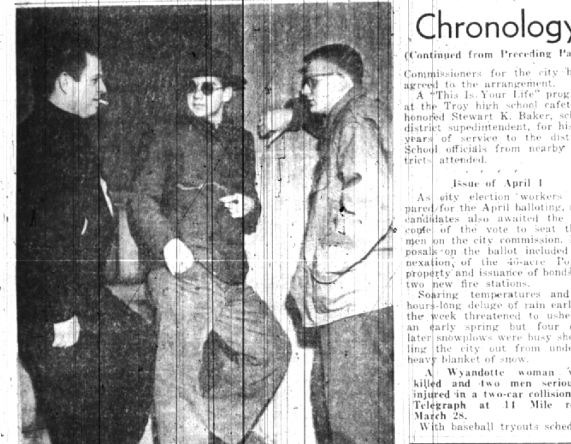 Chronology
(Continued from Preceding Pa
Commissioners for the city h
agreed to the arrangement.
A "This Is Your Life" prog
at the Troy high school cafet
honored Stewart K. Baker, sch
district supedintendent, for his
years of service to the dist
School officials from nearby
tricts attended.
Issue of April 1
As city election workers
pared for the April balloting,
candidates also awaited the
come of the vote to seat th
men on the city commission.
posals on the ballot included
nexation of the 40-acre Po
property and issuance of bonds
two new fire stations.
Soaring temperatures and
hours-long deluge of rain earl
the week threatened to ushe
an early spring but four
later snowplows were busy sho
ling the city out from unde
heavy blanket of snow.
A Wyandotte woman
killed and two men seriou
injured in a two-car collision
Telegraph at 11 Mile r
March 28.
With baseball tryouts sched